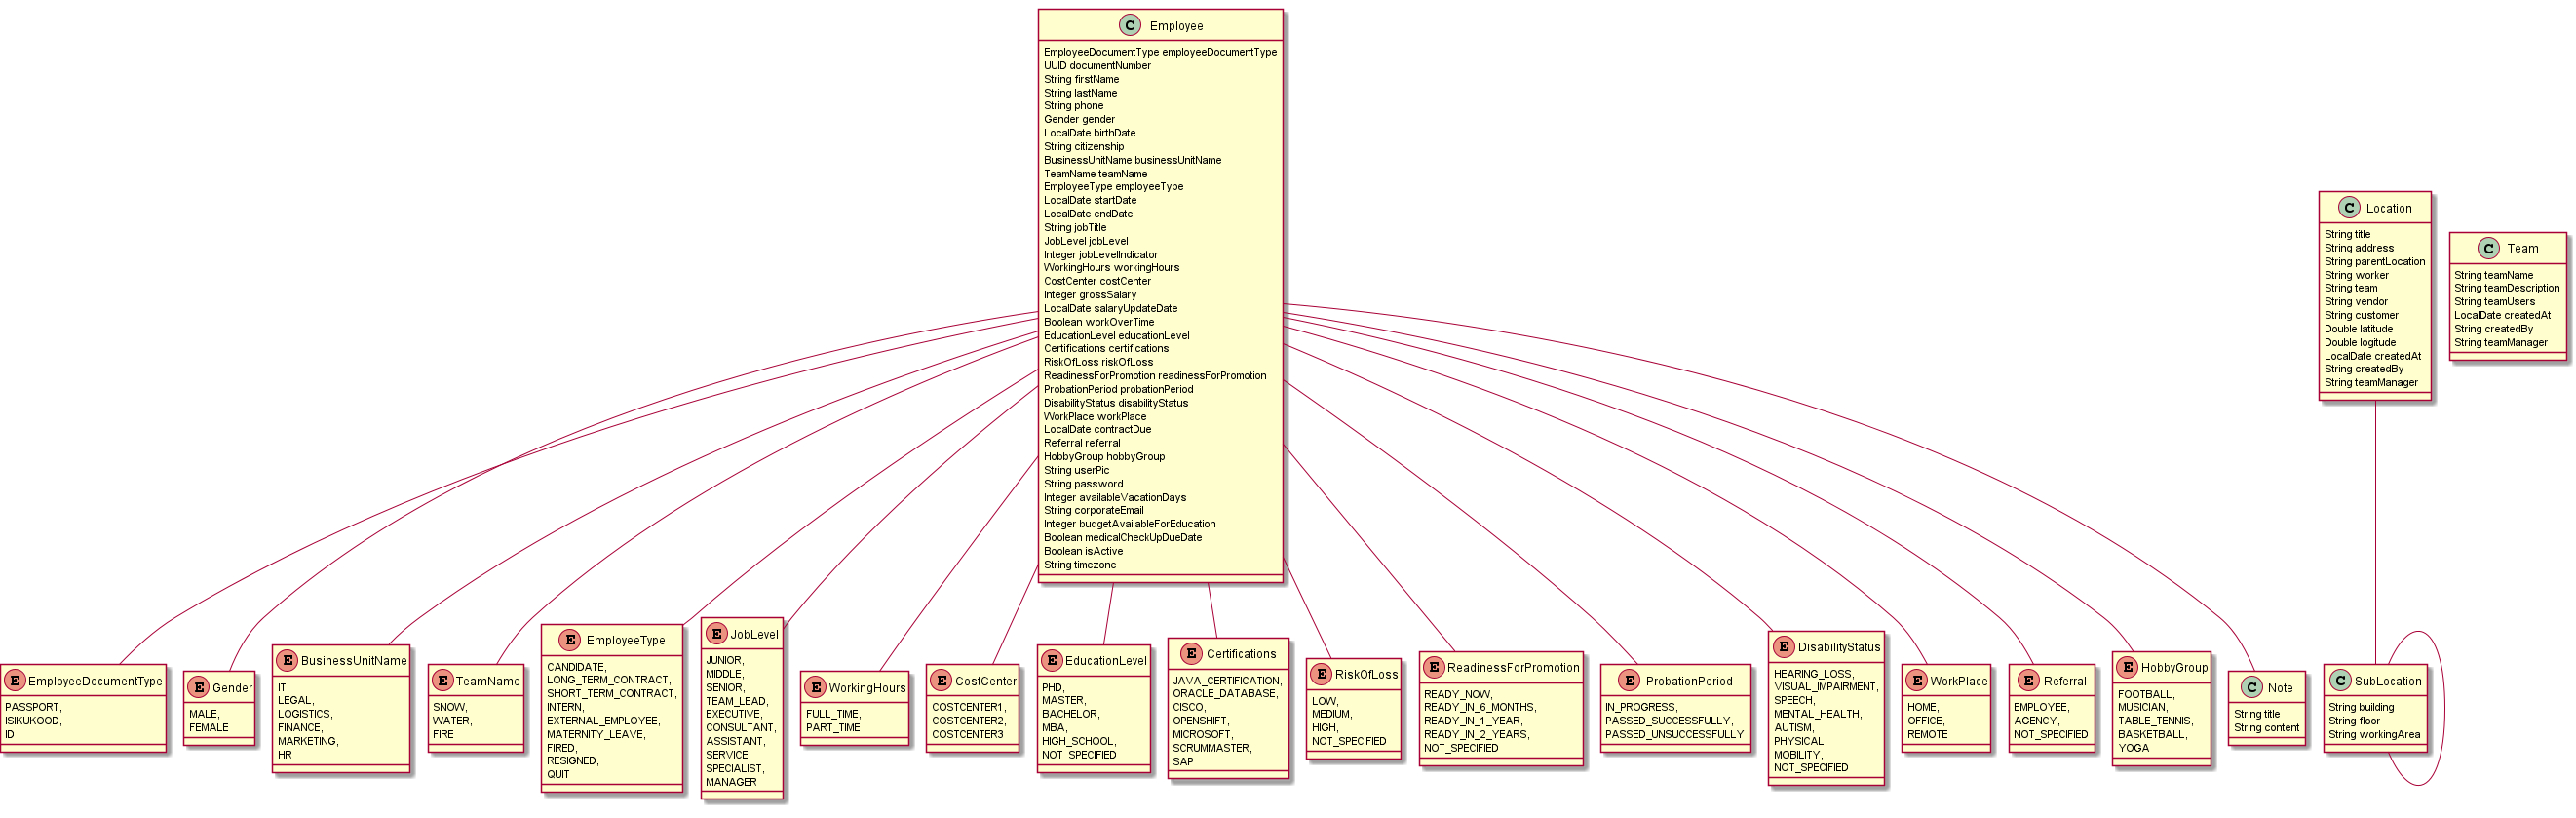 C Employee
EmployeeDocumentType employeeDocumentType
UUID documentNumber
String firstName
String lastName
String phone
Gender gender
LocalDate birthDate
String citizenship
BusinessUnitName businessUnitName
TeamName teamName
EmployeeType employeeType
LocalDate startDate
LocalDate endDate
String jobTitle
JobLevel jobLevel
Integer jobLevelIndicator
WorkingHours workingHours
CostCenter costCenter
Integer grossSalary
LocalDate salaryUpdateDate
Boolean workOverTime
EducationLevel educationLevel
Certifications certifications
RiskOfLoss riskOfLoss
ReadinessForPromotion readinessForPromotion
ProbationPeriod probationPeriod
DisabilityStatus disabilityStatus
WorkPlace workPlace
LocalDate contractDue
Referral referral
HobbyGroup hobbyGroup
String userPic
String password
Integer availableVacationDays
String corporateEmail
Integer budgetAvailableForEducation
Boolean medicalCheckUpDueDate
Boolean isActive
String timezone
C Location
String title
String address
String parentLocation
String worker
String team
String vendor
String customer
Double latitude
Double logitude
LocalDate createdAt
String createdBy
String teamManager
C Team
String teamName
String teamDescription
String teamUsers
LocalDate createdAt
String createdBy
String teamManager
E EmployeeDocumentType
PASSPORT,
ISIKUKOOD,
ID
E Gender
MALE,
FEMALE
E BusinessUnitName
IT,
LEGAL,
LOGISTICS,
FINANCE,
MARKETING,
HR
E TeamName
SNOW,
WATER,
FIRE
E EmployeeType
CANDIDATE,
LONG_TERM_CONTRACT,
SHORT_TERM_CONTRACT,
INTERN,
EXTERNAL_EMPLOYEE,
MATERNITY_LEAVE,
FIRED,
RESIGNED,
QUIT
E JobLevel
JUNIOR,
MIDDLE,
SENIOR,
TEAM_LEAD,
EXECUTIVE,
CONSULTANT,
ASSISTANT,
SERVICE,
SPECIALIST,
MANAGER
E WorkingHours
FULL_TIME,
PART_TIME
E CostCenter
COSTCENTER1,
COSTCENTER2,
COSTCENTER3
E EducationLevel
PHD,
MASTER,
BACHELOR,
MBA,
HIGH_SCHOOL,
NOT_SPECIFIED
E Certifications
JAVA_CERTIFICATION,
ORACLE_DATABASE,
CISCO,
OPENSHIFT,
MICROSOFT,
SCRUMMASTER,
SAP
E RiskOfLoss
LOW,
MEDIUM,
HIGH,
NOT_SPECIFIED
E ReadinessForPromotion
READY_NOW,
READY_IN_6_MONTHS,
READY_IN_1_YEAR,
READY_IN_2_YEARS,
NOT_SPECIFIED
E ProbationPeriod
IN_PROGRESS,
PASSED_SUCCESSFULLY,
PASSED_UNSUCCESSFULLY
E DisabilityStatus
HEARING_LOSS,
VISUAL_IMPAIRMENT,
SPEECH,
MENTAL_HEALTH,
AUTISM,
PHYSICAL,
MOBILITY,
NOT_SPECIFIED
E WorkPlace
HOME,
OFFICE,
REMOTE
E Referral
EMPLOYEE,
AGENCY,
NOT_SPECIFIED
E HobbyGroup
FOOTBALL,
MUSICIAN,
TABLE_TENNIS,
BASKETBALL,
YOGA
C Note
String title
String content
C SubLocation
String building
String floor
String workingArea